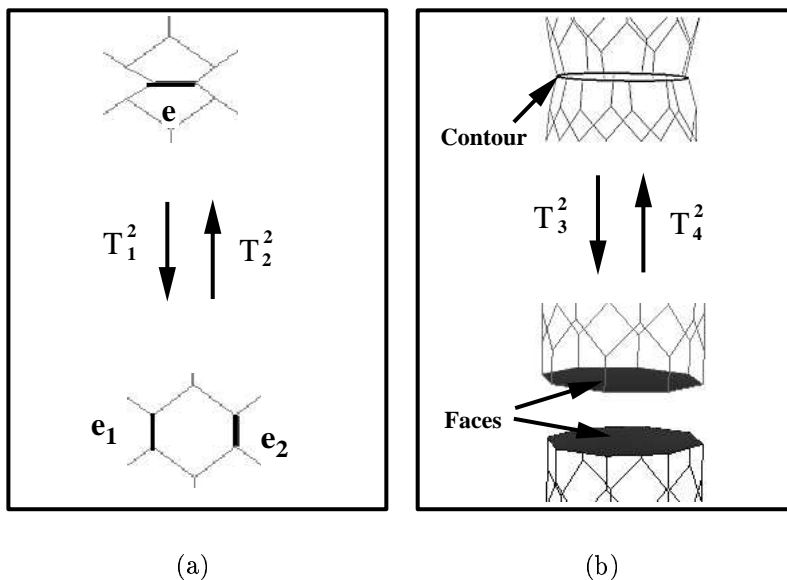 e
T₁² T₂²
e₁ e₂
(a)
Contour
T₃² T₄²
Faces
(b)